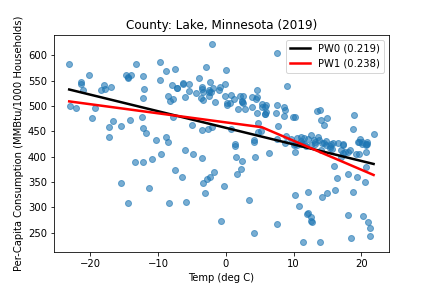 County: Lake, Minnesota (2019)
PW0 (0.219)
PW1 (0.238)
Per-Capita Consumption (MMBtu/1000 Households)
600
550
500
450
400
350
300
250
−20
−10
0
10
20
Temp (deg C)